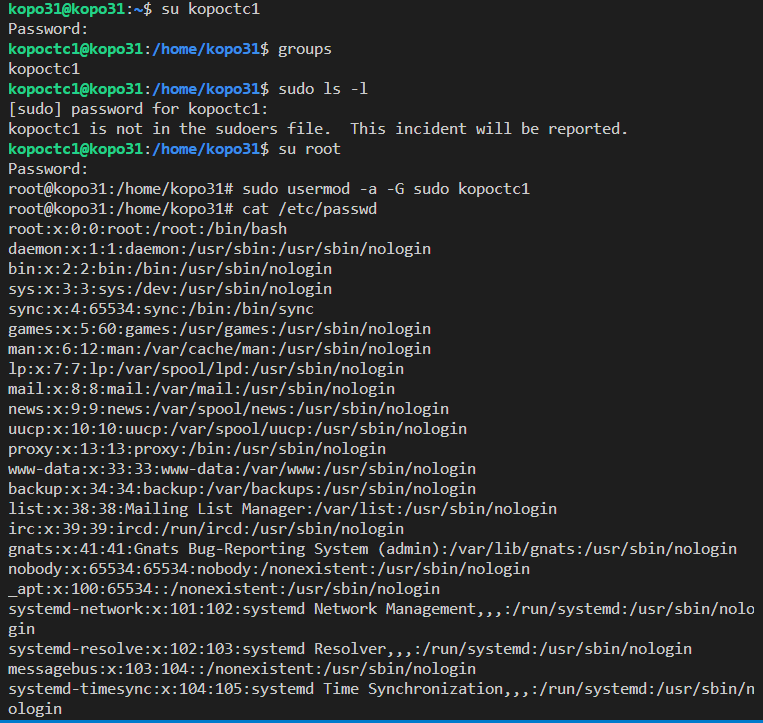 kopo31@kopo31:~$ su kopoctc1
Password:
kopoctc1@kopo31:/home/kopo31$ groups
kopoctc1
kopoctc1@kopo31:/home/kopo31$ sudo ls -l
[sudo] password for kopoctc1:
kopoctc1 is not in the sudoers file.  This incident will be reported.
kopoctc1@kopo31:/home/kopo31$ su root
Password:
root@kopo31:/home/kopo31# sudo usermod -a -G sudo kopoctc1
root@kopo31:/home/kopo31# cat /etc/passwd
root:x:0:0:root:/root:/bin/bash
daemon:x:1:1:daemon:/usr/sbin:/usr/sbin/nologin
bin:x:2:2:bin:/bin:/usr/sbin/nologin
sys:x:3:3:sys:/dev:/usr/sbin/nologin
sync:x:4:65534:sync:/bin:/bin/sync
games:x:5:60:games:/usr/games:/usr/sbin/nologin
man:x:6:12:man:/var/cache/man:/usr/sbin/nologin
lp:x:7:7:lp:/var/spool/lpd:/usr/sbin/nologin
mail:x:8:8:mail:/var/mail:/usr/sbin/nologin
news:x:9:9:news:/var/spool/news:/usr/sbin/nologin
uucp:x:10:10:uucp:/var/spool/uucp:/usr/sbin/nologin
proxy:x:13:13:proxy:/bin:/usr/sbin/nologin
www-data:x:33:33:www-data:/var/www:/usr/sbin/nologin
backup:x:34:34:backup:/var/backups:/usr/sbin/nologin
list:x:38:38:Mailing List Manager:/var/list:/usr/sbin/nologin
irc:x:39:39:ircd:/run/ircd:/usr/sbin/nologin
gnats:x:41:41:Gnats Bug-Reporting System (admin):/var/lib/gnats:/usr/sbin/nologin
nobody:x:65534:65534:nobody:/nonexistent:/usr/sbin/nologin
_apt:x:100:65534::/nonexistent:/usr/sbin/nologin
systemd-network:x:101:102:systemd Network Management,,,:/run/systemd:/usr/sbin/nolo
gin
systemd-resolve:x:102:103:systemd Resolver,,,:/run/systemd:/usr/sbin/nologin
messagebus:x:103:104::/nonexistent:/usr/sbin/nologin
systemd-timesync:x:104:105:systemd Time Synchronization,,,:/run/systemd:/usr/sbin/n
ologin